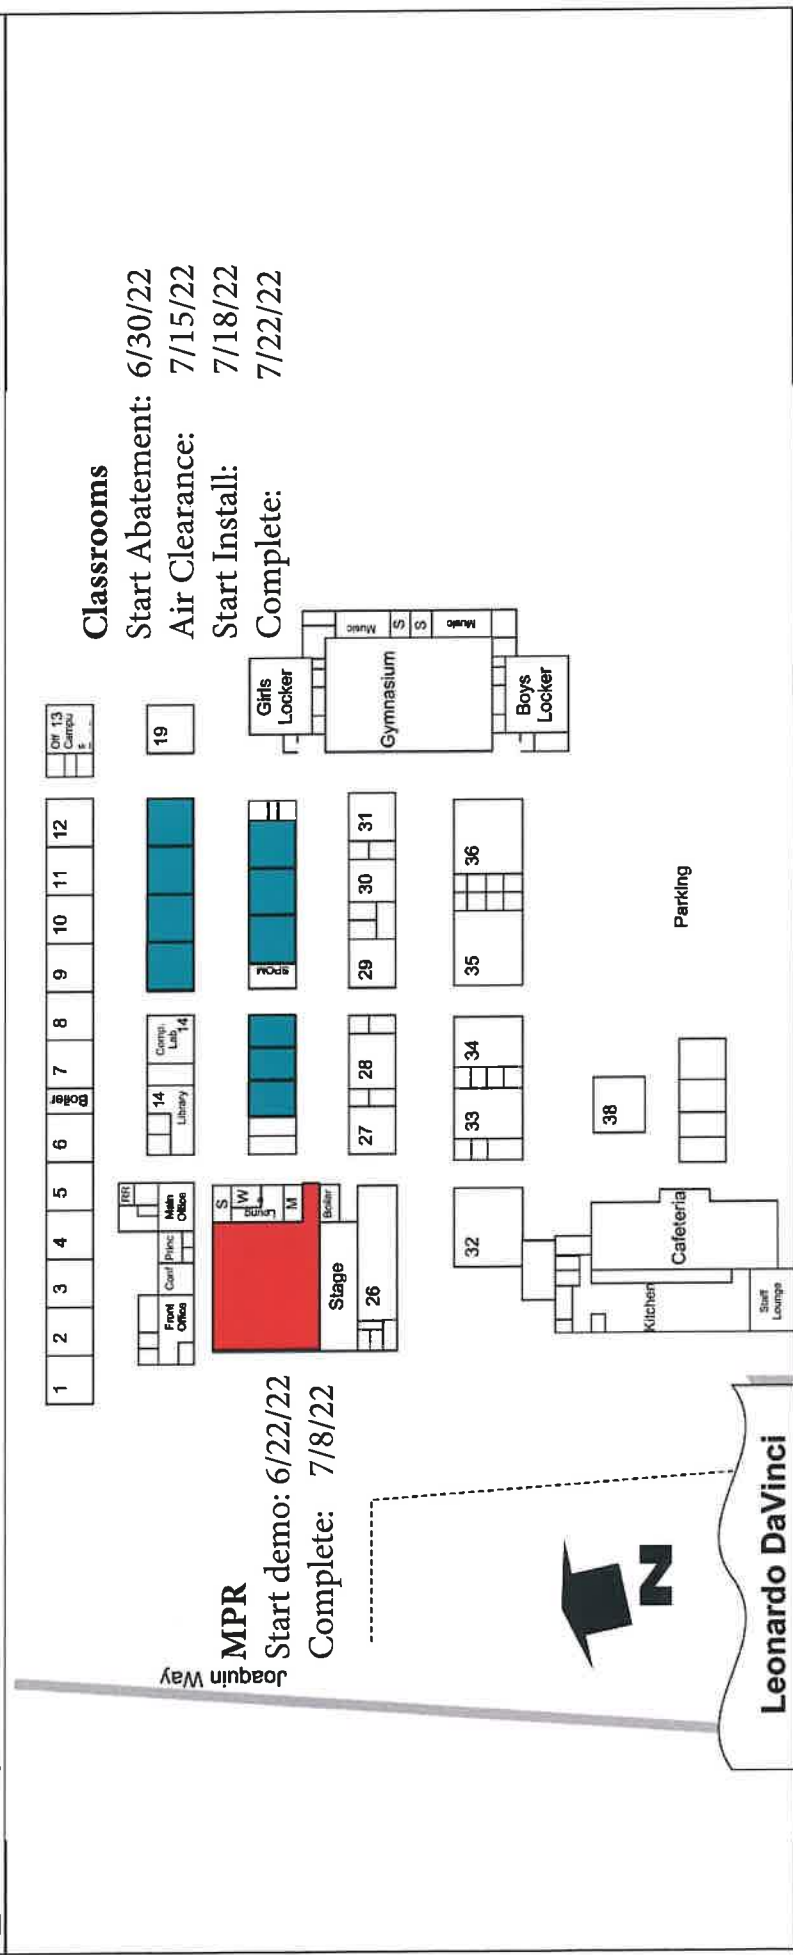 Classrooms
Start Abatement: 6/30/22
Air Clearance: 7/15/22
Start Install: 7/18/22
Complete: 7/22/22
1
2
3
4
5
6
Boiler
7
8
9
10
11
12
Off 13
Campu
s
RR
Main
Office
Princ
Conf
Front
Office
14
Library
Comp.
Lab 14
19
S
W
M
Boiler
Stage
26
SPCM
27
28
29
30
31
Girls
Locker
Gymnasium
Boys
Locker
Music
S
S
Music
32
33
34
35
36
38
Parking
Kitchen
Cafeteria
Staff
Lounge
MPR
Start demo: 6/22/22
Complete: 7/8/22
Joaquin Way
N
Leonardo DaVinci